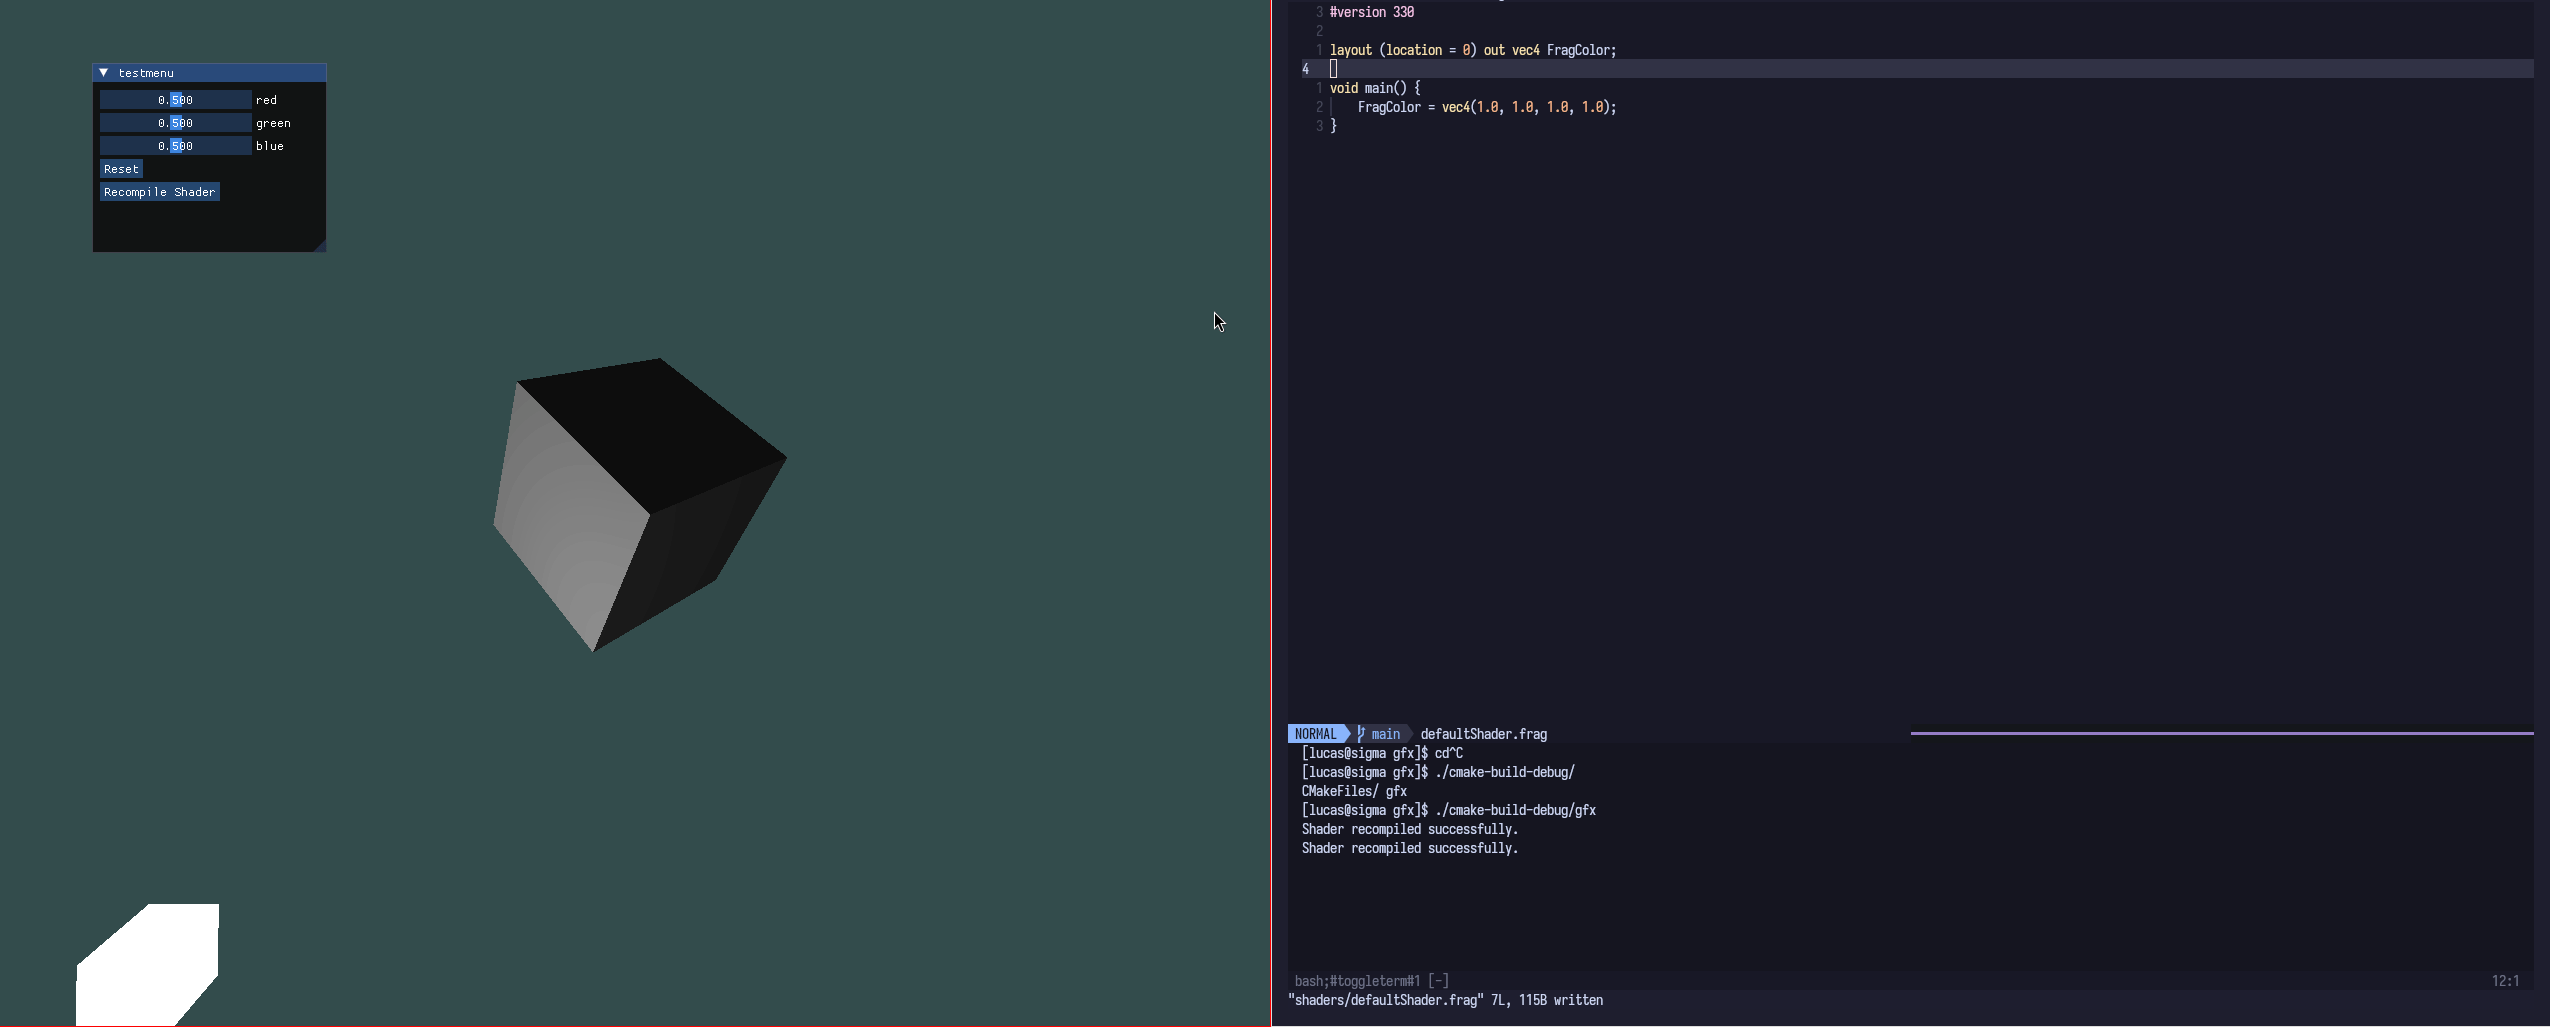 testmenu
0.500 red
0.500 green
0.500 blue
Reset
Recompile Shader
3 #version 330
2
1 layout (location = 0) out vec4 FragColor;
4
1 void main() {
2 FragColor = vec4(1.0, 1.0, 1.0, 1.0);
3 }
NORMAL main defaultShader.frag
[lucas@sigma gfx]$ cd^C
[lucas@sigma gfx]$ ./cmake-build-debug/
CMakeFiles/ gfx
[lucas@sigma gfx]$ ./cmake-build-debug/gfx
Shader recompiled successfully.
Shader recompiled successfully.
bash;#toggleterm#1 [-] 12:1
"shaders/defaultShader.frag" 7L, 115B written